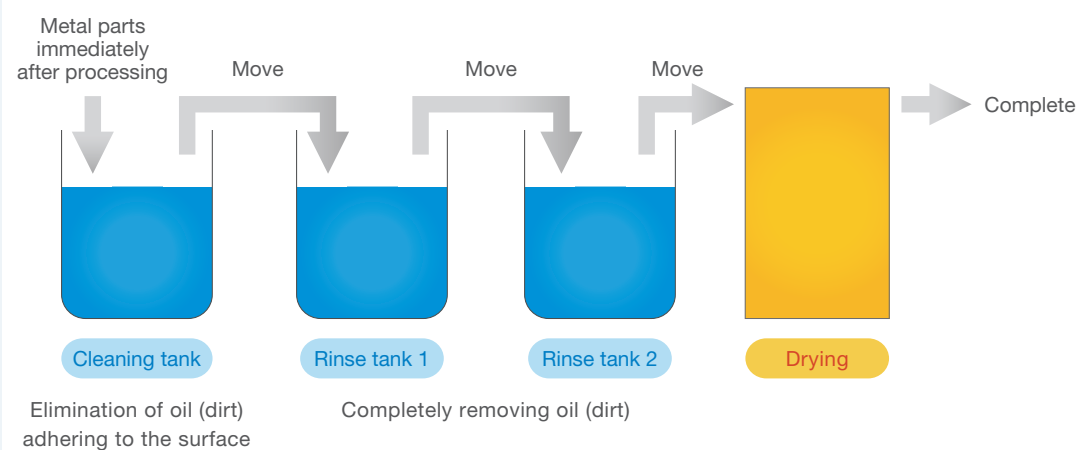 Metal parts
immediately
after processing
Move
Move
Move
Complete
Cleaning tank
Rinse tank 1
Rinse tank 2
Drying
Elimination of oil (dirt)
adhering to the surface
Completely removing oil (dirt)